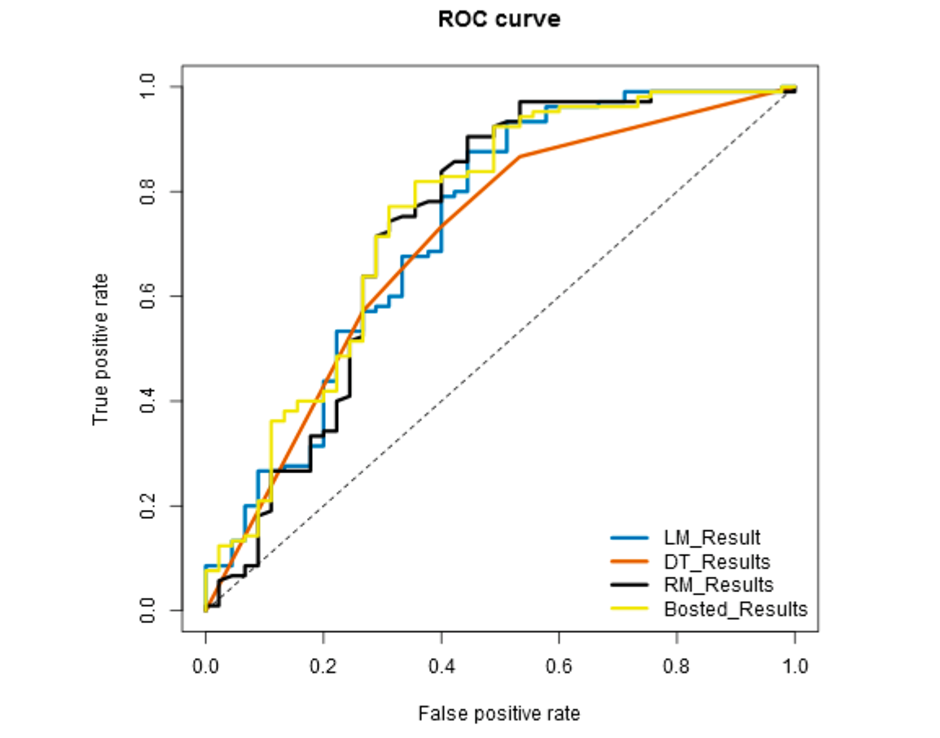 ROC curve
True positive rate
1.0
0.8
0.6
0.4
0.2
0.0
LM_Result
DT_Results
RM_Results
Bosted_Results
0.0 0.2 0.4 0.6 0.8 1.0
False positive rate